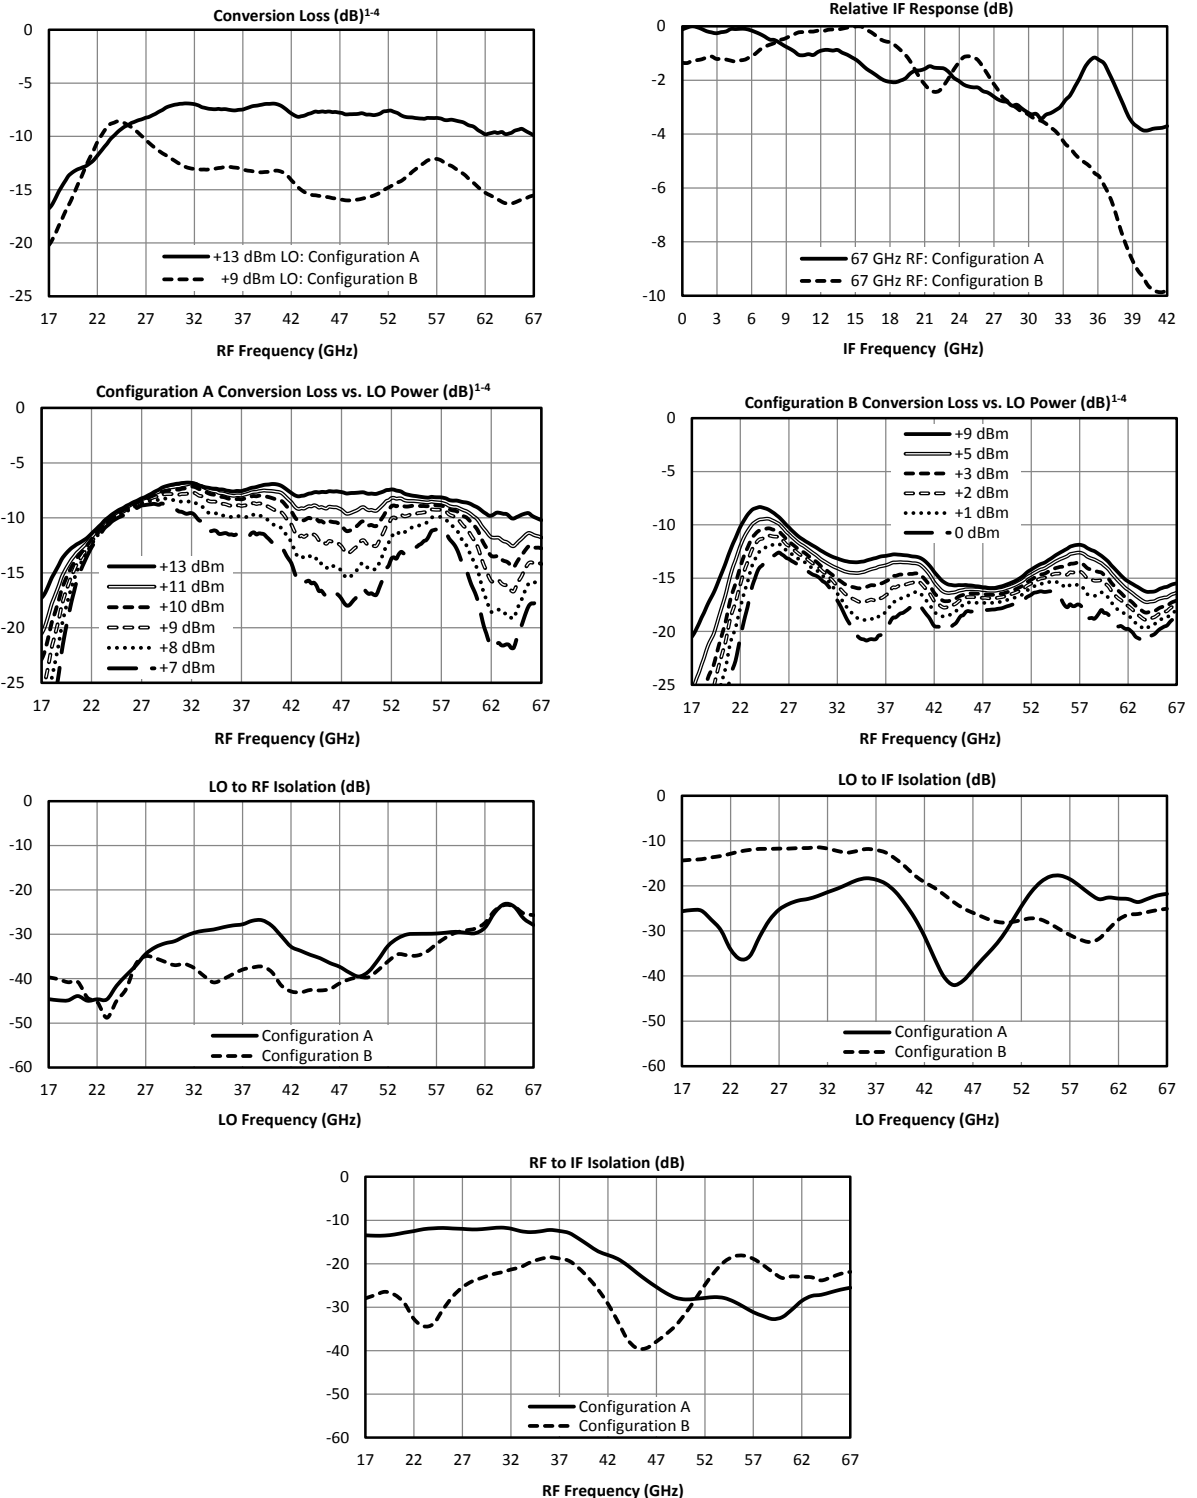 Conversion Loss (dB)1-4
0
-5
-10
-15
-20
-25
+13 dBm LO: Configuration A
+9 dBm LO: Configuration B
17 22 27 32 37 42 47 52 57 62 67
RF Frequency (GHz)
Relative IF Response (dB)
0
-2
-4
-6
-8
-10
67 GHz RF: Configuration A
67 GHz RF: Configuration B
0 3 6 9 12 15 18 21 24 27 30 33 36 39 42
IF Frequency (GHz)
Configuration A Conversion Loss vs. LO Power (dB)1-4
0
-5
-10
-15
-20
-25
+13 dBm
+11 dBm
+10 dBm
+9 dBm
+8 dBm
+7 dBm
17 22 27 32 37 42 47 52 57 62 67
RF Frequency (GHz)
Configuration B Conversion Loss vs. LO Power (dB)1-4
0
-5
-10
-15
-20
-25
+9 dBm
+5 dBm
+3 dBm
+2 dBm
+1 dBm
0 dBm
17 22 27 32 37 42 47 52 57 62 67
RF Frequency (GHz)
LO to RF Isolation (dB)
0
-10
-20
-30
-40
-50
-60
Configuration A
Configuration B
17 22 27 32 37 42 47 52 57 62 67
LO Frequency (GHz)
LO to IF Isolation (dB)
0
-10
-20
-30
-40
-50
-60
Configuration A
Configuration B
17 22 27 32 37 42 47 52 57 62 67
LO Frequency (GHz)
RF to IF Isolation (dB)
0
-10
-20
-30
-40
-50
-60
Configuration A
Configuration B
17 22 27 32 37 42 47 52 57 62 67
RF Frequency (GHz)